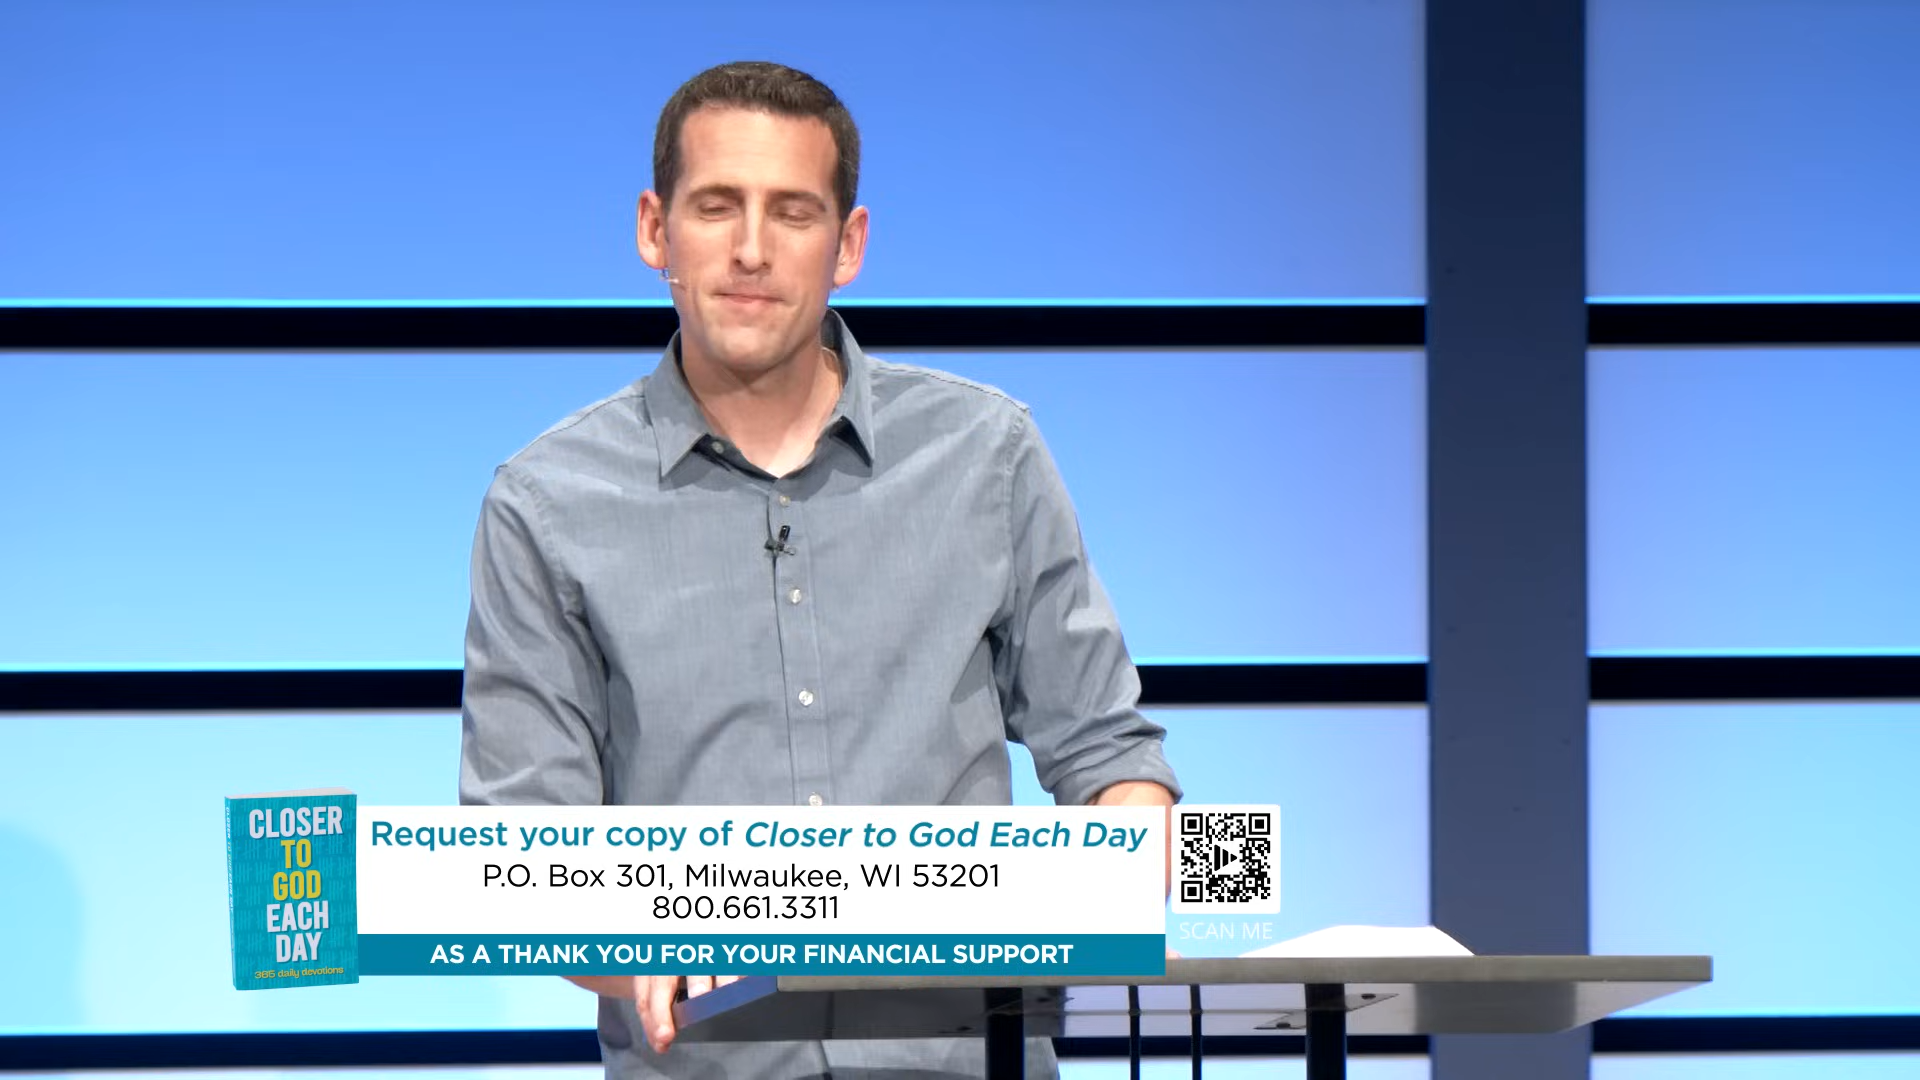 CLOSER
TO
GOD
EACH
DAY
365 daily devotions
Request your copy of Closer to God Each Day
P.O. Box 301, Milwaukee, WI 53201
800.661.3311
AS A THANK YOU FOR YOUR FINANCIAL SUPPORT
SCAN ME